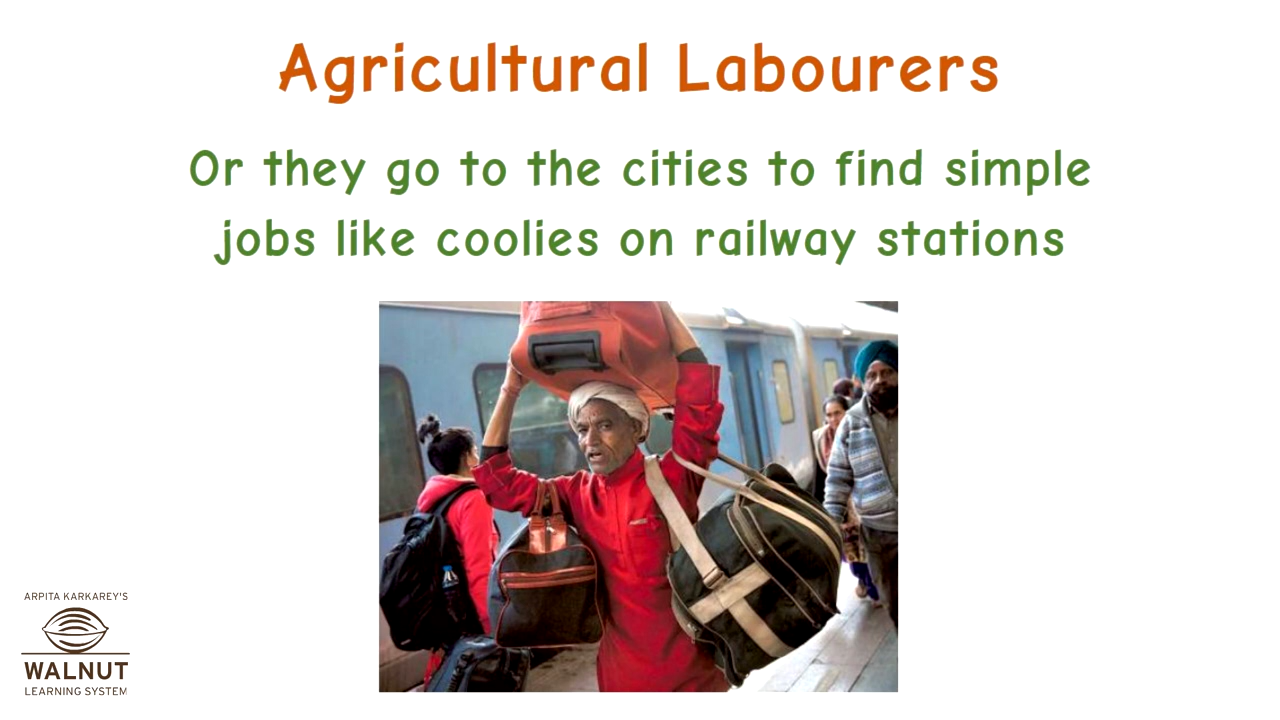 Agricultural Labourers
Or they go to the cities to find simple
jobs like coolies on railway stations
ARPITA KARKAREY'S
WALNUT
LEARNING SYSTEM